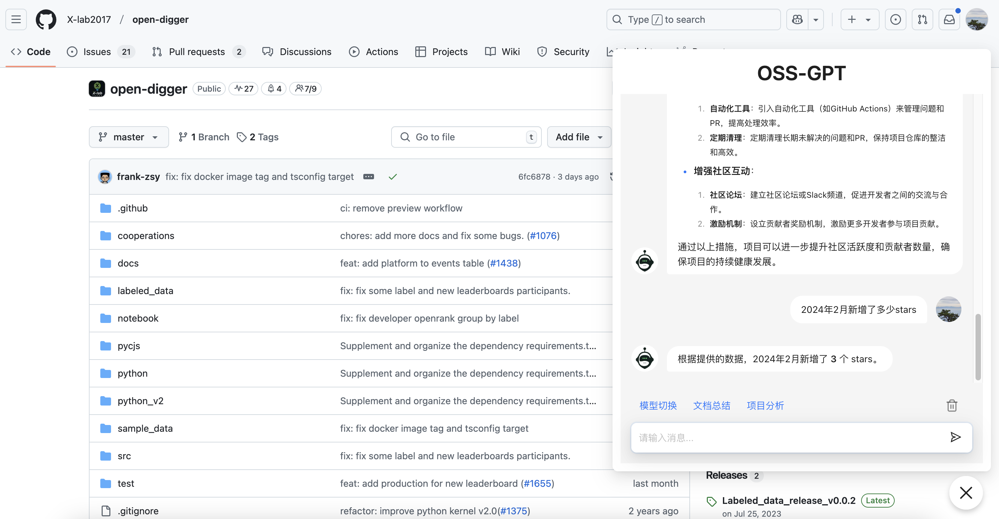 X-lab2017 / open-digger
Type / to search
Code
Issues 21
Pull requests 2
Discussions
Actions
Projects
Wiki
Security
X-lab
open-digger Public 27 4 7/9
master
1 Branch
2 Tags
Go to file t
Add file
frank-zsy fix: fix docker image tag and tsconfig target 6fc6878 · 3 days ago
.github ci: remove preview workflow
cooperations chores: add more docs and fix some bugs. (#1076)
docs feat: add platform to events table (#1438)
labeled_data fix: fix some label and new leaderboards participants.
notebook fix: fix developer openrank group by label
pycjs Supplement and organize the dependency requirements.t...
python Supplement and organize the dependency requirements.t...
python_v2 Supplement and organize the dependency requirements.t...
sample_data fix: fix docker image tag and tsconfig target
src fix: fix some label and new leaderboards participants.
test feat: add production for new leaderboard (#1655) last month
.gitignore refactor: improve python kernel v2.0(#1375) 2 years ago
OSS-GPT
1. 自动化工具：引入自动化工具（如GitHub Actions）来管理问题和
PR，提高处理效率。
2. 定期清理：定期清理长期未解决的问题和PR，保持项目仓库的整洁
和高效。
• 增强社区互动：
1. 社区论坛：建立社区论坛或Slack频道，促进开发者之间的交流与合
作。
2. 激励机制：设立贡献者奖励机制，激励更多开发者参与项目贡献。
通过以上措施，项目可以进一步提升社区活跃度和贡献者数量，确
保项目的持续健康发展。
2024年2月新增了多少stars
根据提供的数据，2024年2月新增了 3 个 stars。
模型切换 文档总结 项目分析
请输入消息...
Releases 2
Labeled_data_release_v0.0.2 Latest
on Jul 25, 2023